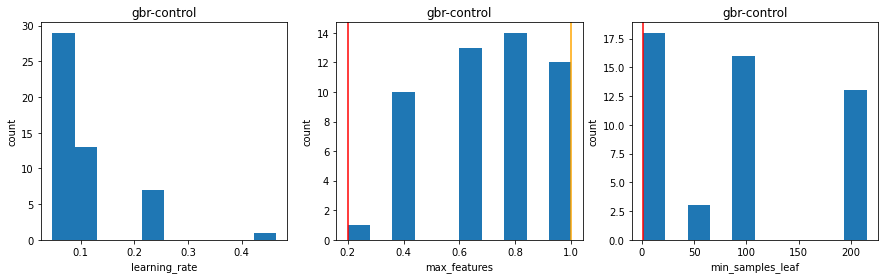 gbr-control
30
25
20
15
10
5
0
count
0.1 0.2 0.3 0.4
learning_rate
gbr-control
14
12
10
8
6
4
2
0
count
0.2 0.4 0.6 0.8 1.0
max_features
gbr-control
17.5
15.0
12.5
10.0
7.5
5.0
2.5
0.0
count
0 50 100 150 200
min_samples_leaf